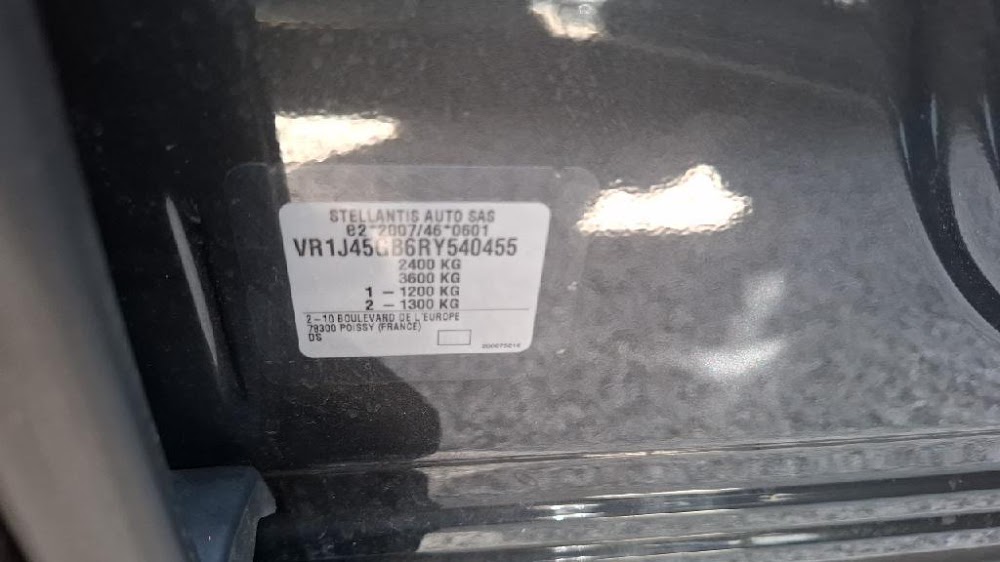 STELLANTIS AUTO SAS
e2*2007/46*0601
VR1J45GB6RY540455
2400 KG
3600 KG
1 – 1200 KG
2 – 1300 KG
2-10 BOULEVARD DE L'EUROPE
78300 POISSY (FRANCE)
DS